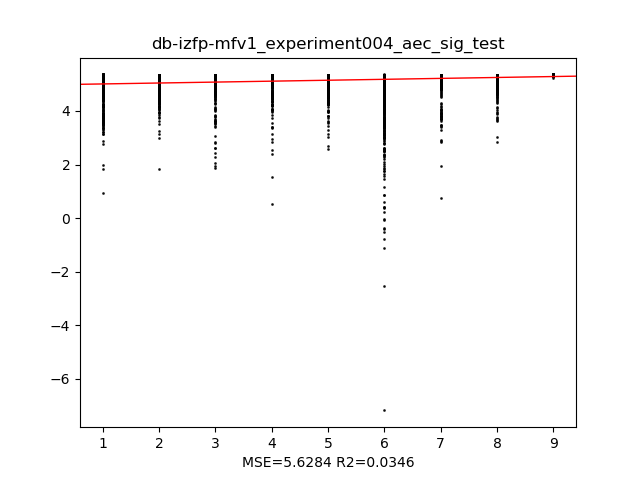 db-izfp-mfv1_experiment004_aec_sig_test
4
2
0
−2
−4
−6
1 2 3 4 5 6 7 8 9
MSE=5.6284 R2=0.0346